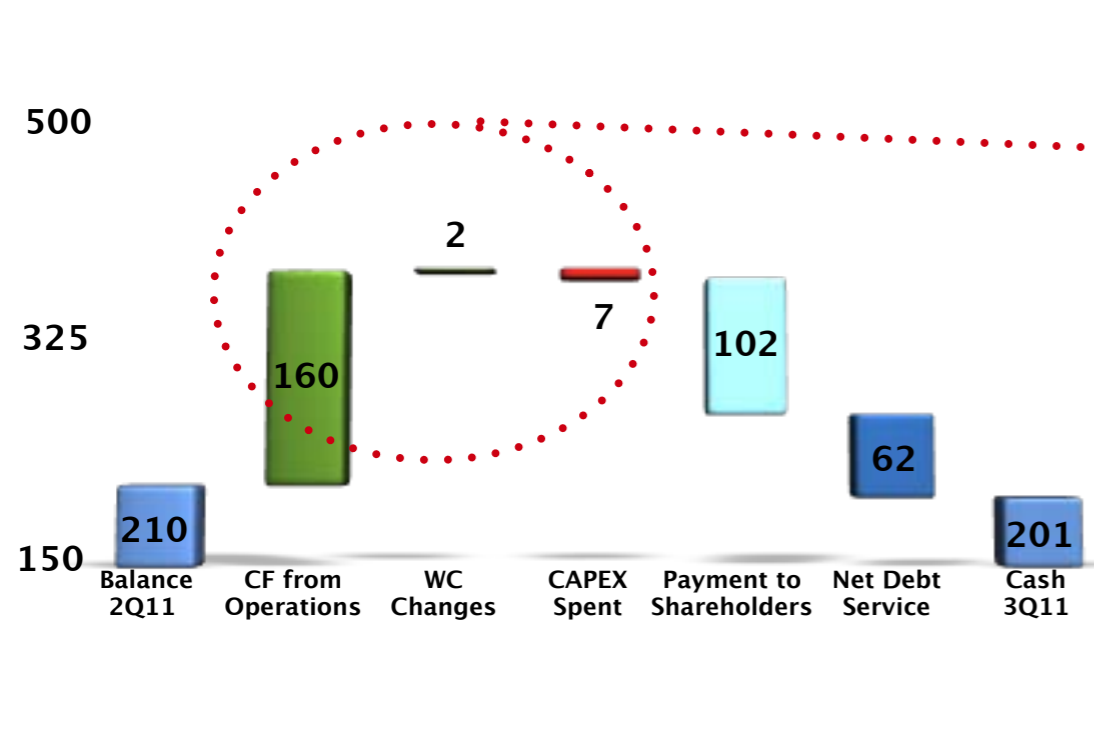 500
2
7
325
102
160
62
210
201
150
Balance
2Q11
CF from
Operations
WC
Changes
CAPEX
Spent
Payment to
Shareholders
Net Debt
Service
Cash
3Q11